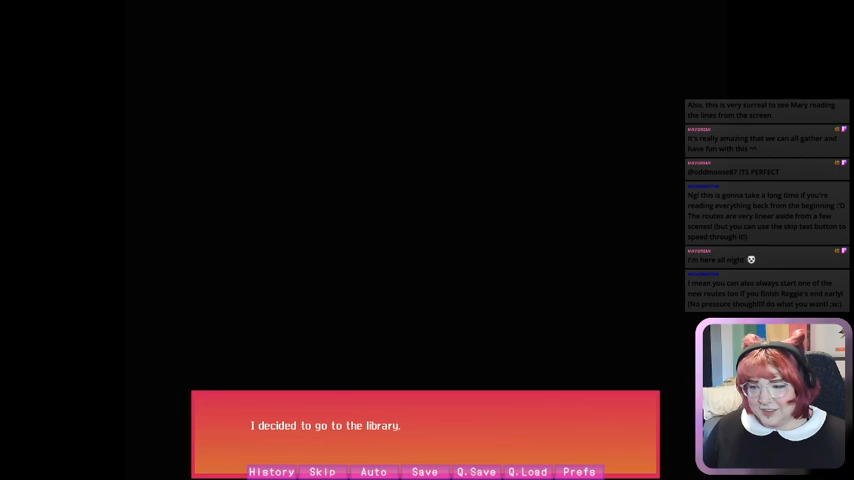 Also, this is very surreal to see Mary reading
the lines from the screen
It's really amazing that we can all gather and
have fun with this ^^
@oddmoose87 ITS PERFECT
Ngl this is gonna take a long time if you're
reading everything back from the beginning :'D
The routes are very linear aside from a few
scenes! (but you can use the skip text button to
speed through it!)
I'm here all night
I mean you can also always start one of the
new routes too if you finish Reggie's end early!
(No pressure though!!! do what you want! ;w;)
I decided to go to the library.
History Skip Auto Save Q.Save Q.Load Prefs